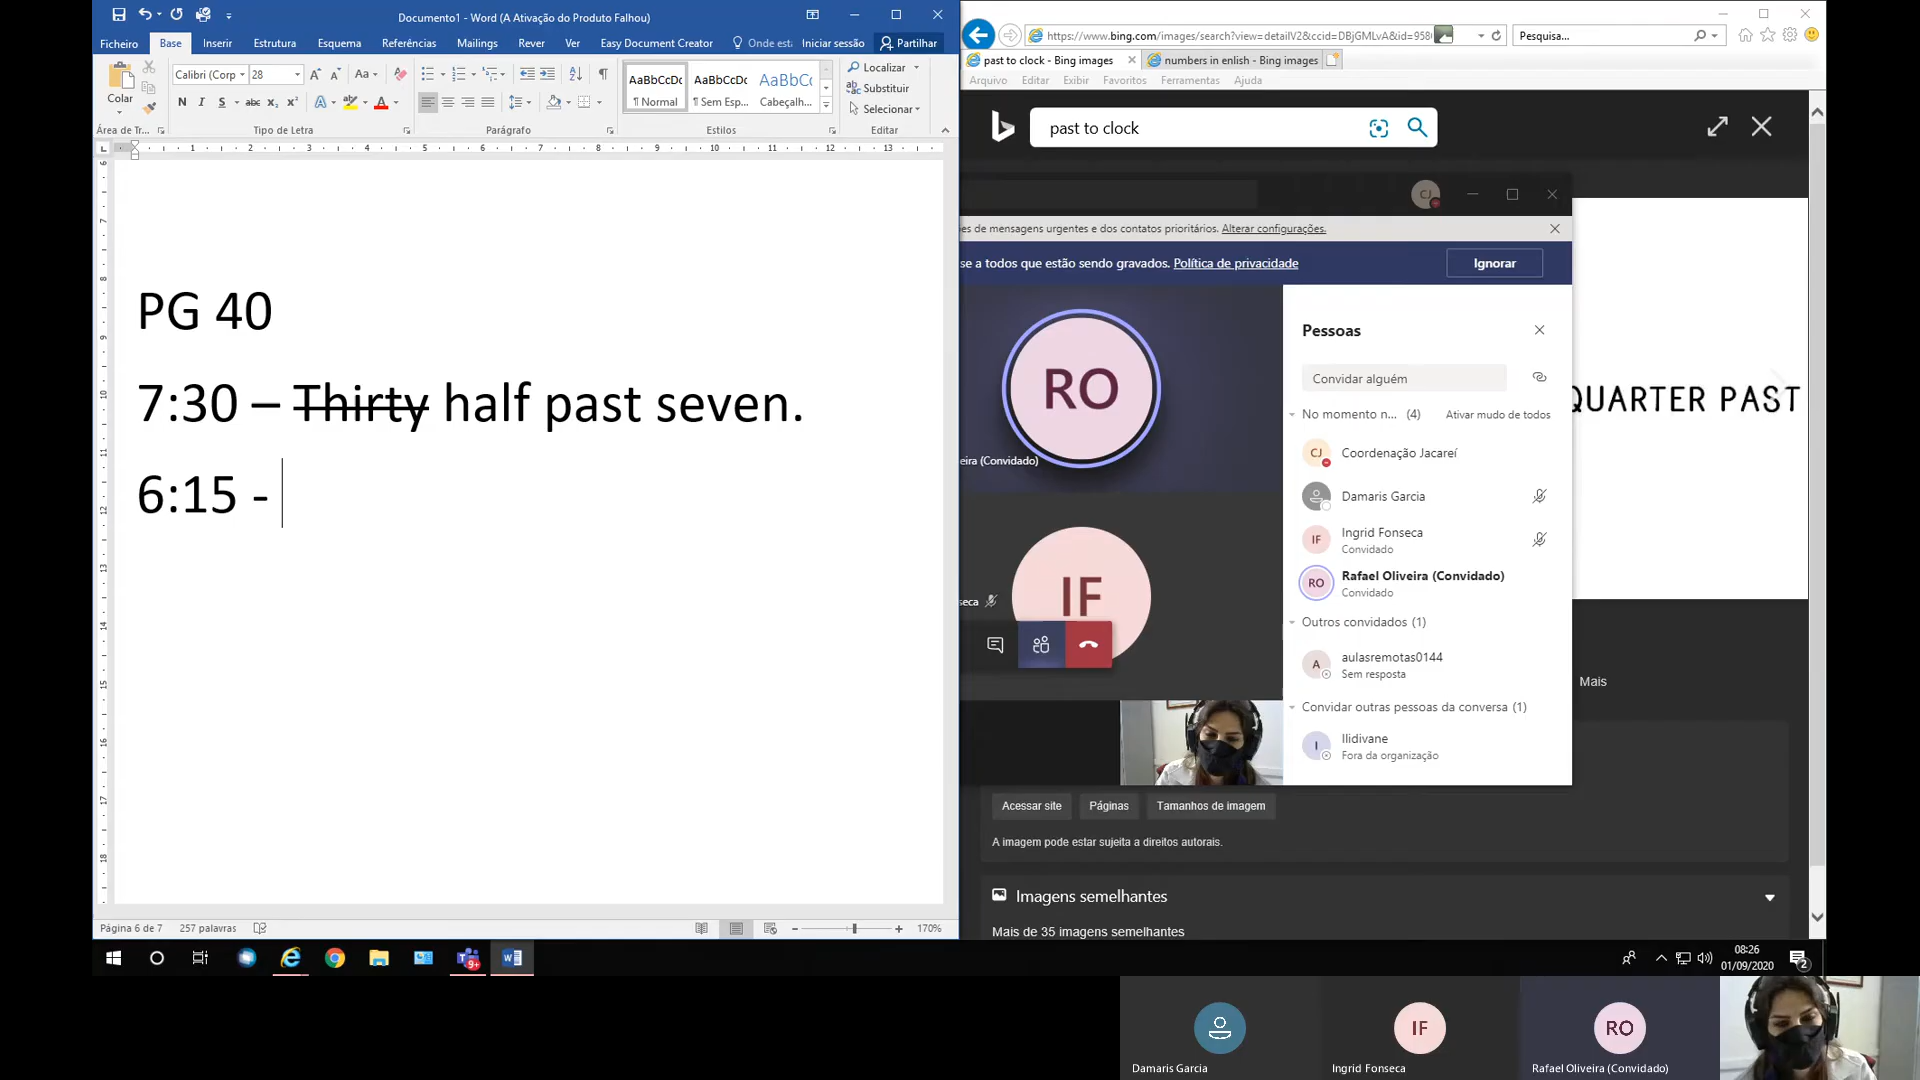 Documento1 - Word (A Ativação do Produto Falhou)
Ficheiro Base Inserir Estrutura Esquema Referências Mailings Rever Ver Easy Document Creator Onde está Iniciar sessão Partilhar
Calibri (Corp 28
Colar
AaBbCcDc AaBbCcDc AaBbCc
¶ Normal ¶ Sem Esp... Cabeçalh...
Localizar
Substituir
Selecionar
Área de Tr... Tipo de Letra Parágrafo Estilos Editar
PG 40
7:30 – Thirty half past seven.
6:15 -
Página 6 de 7 257 palavras 170%
https://www.bing.com/images/search?view=detailV2&ccid=DBjGMLvA&id=958
Pesquisa...
past to clock - Bing images
numbers in enlish - Bing images
Arquivo Editar Exibir Favoritos Ferramentas Ajuda
past to clock
CJ
es de mensagens urgentes e dos contatos prioritários. Alterar configurações.
se a todos que estão sendo gravados. Política de privacidade
Ignorar
RO
eira (Convidado)
IF
seca
Pessoas
Convidar alguém
No momento n... (4) Ativar mudo de todos
CJ Coordenação Jacareí
Damaris Garcia
IF Ingrid Fonseca
Convidado
RO Rafael Oliveira (Convidado)
Convidado
Outros convidados (1)
A aulasremotas0144
Sem resposta
Convidar outras pessoas da conversa (1)
I Ilidivane
Fora da organização
QUARTER PAST
Mais
Acessar site Páginas Tamanhos de imagem
A imagem pode estar sujeita a direitos autorais.
Imagens semelhantes
Mais de 35 imagens semelhantes
9+
08:26
01/09/2020
2
IF RO
Damaris Garcia Ingrid Fonseca Rafael Oliveira (Convidado)